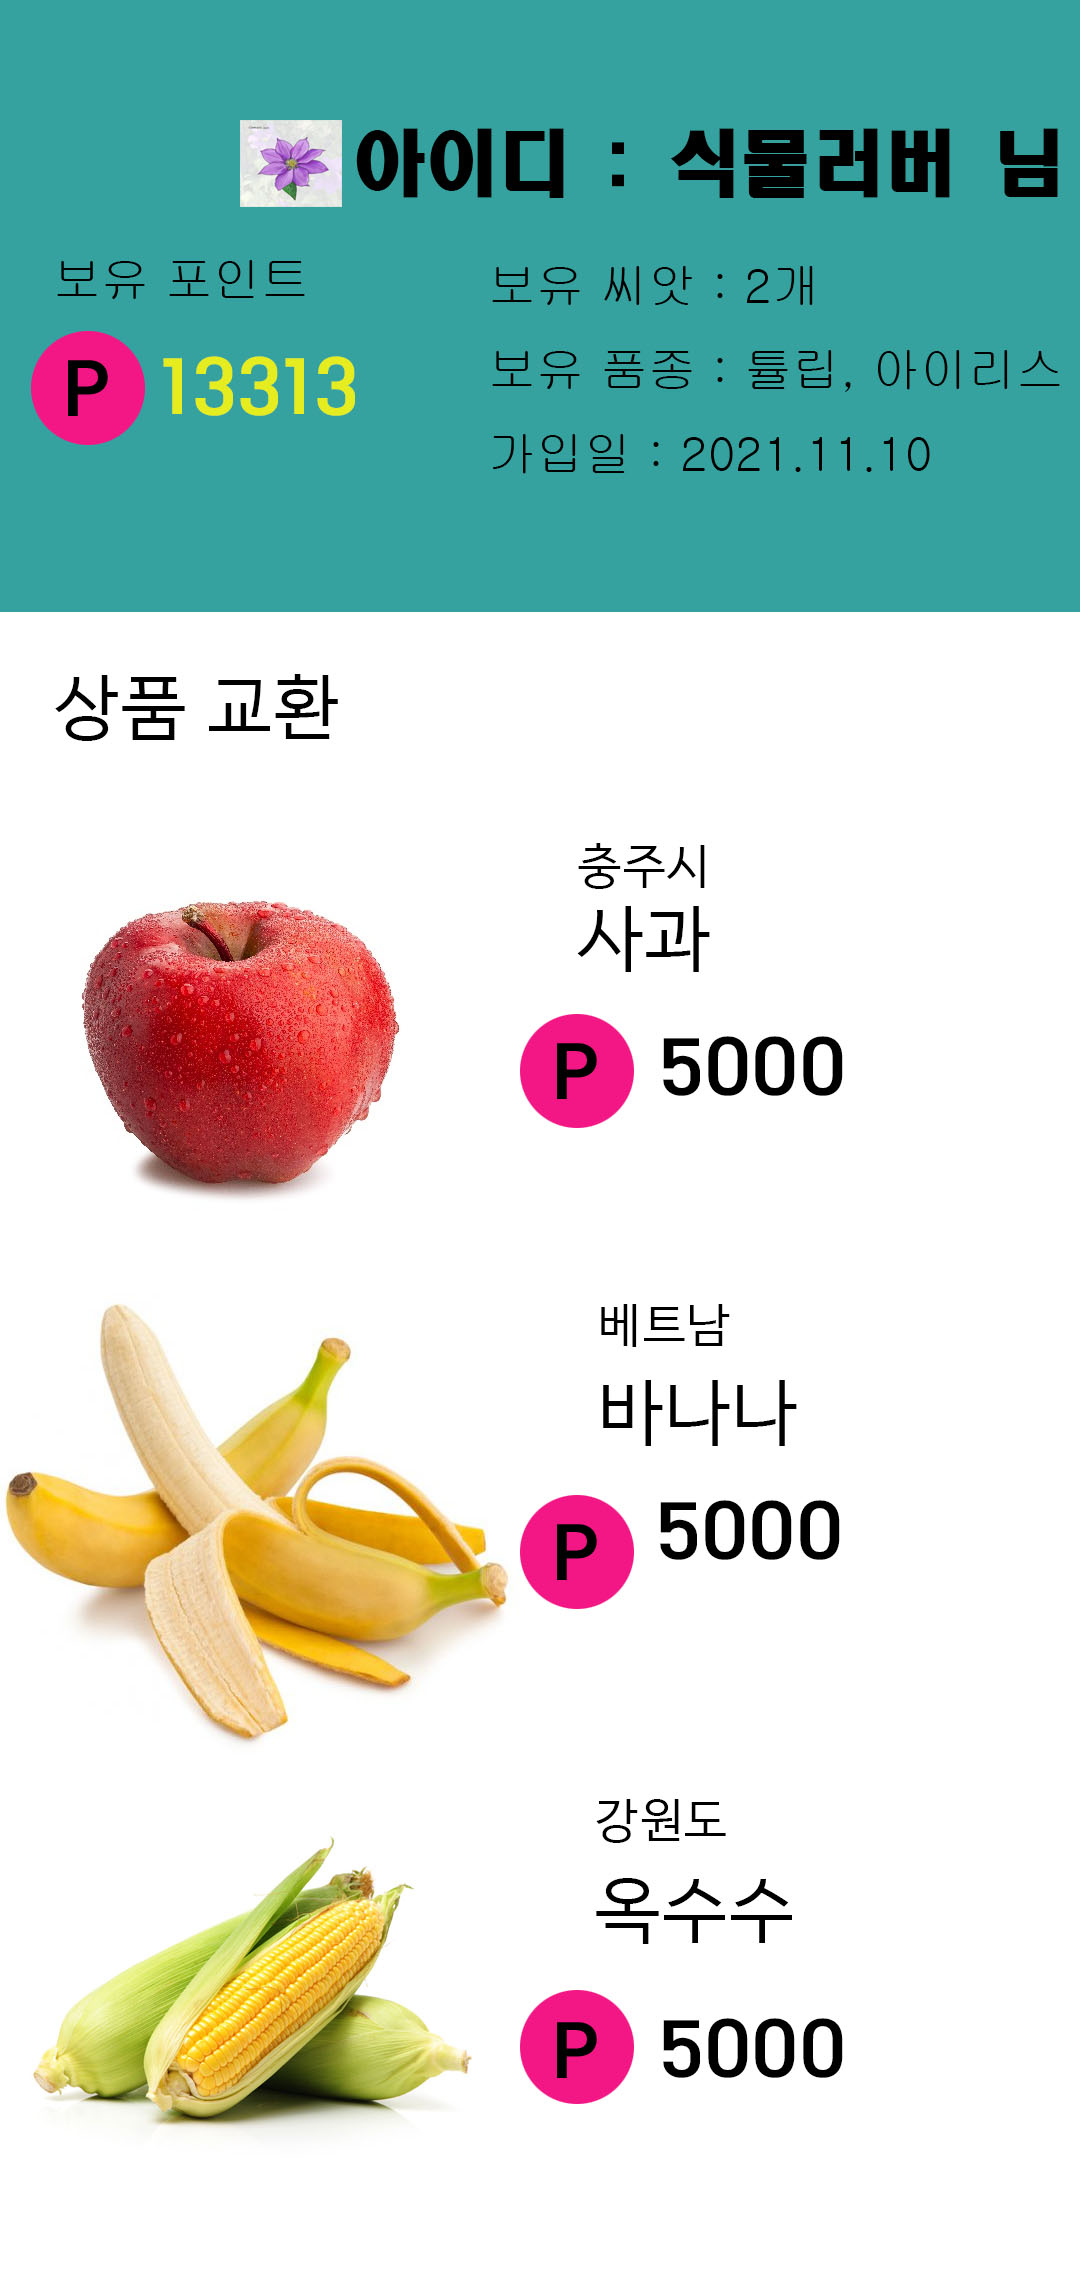 아이디 : 식물러버 님
보유 포인트
P 13313
보유 씨앗 : 2개
보유 품종 : 튤립, 아이리스
가입일 : 2021.11.10
상품 교환
충주시
사과
P 5000
베트남
바나나
P 5000
강원도
옥수수
P 5000